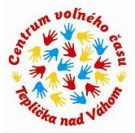 Centrum voľného času
Teplička nad Váhom